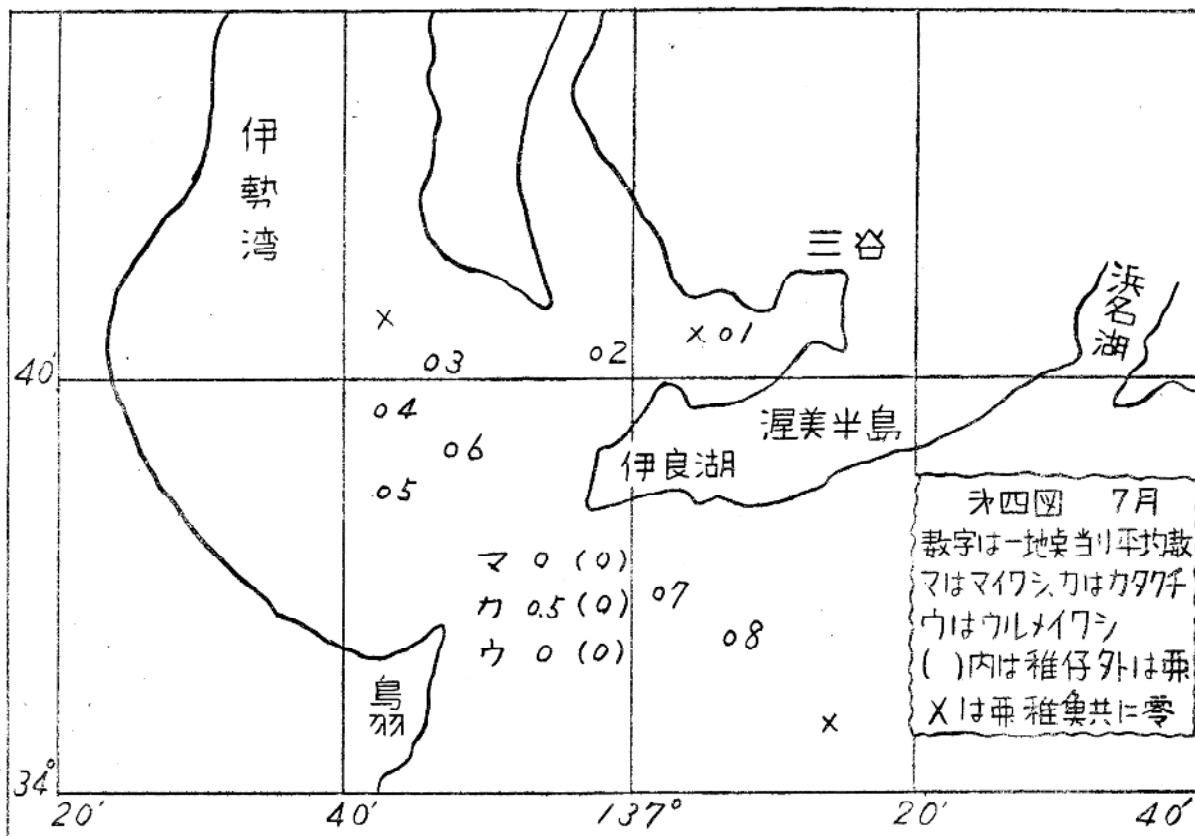 伊勢湾
三谷
浜名湖
x o1
x
o2
o3
40'
o4
渥美半島
o6
伊良湖
o5
才四図 7月
数字は一地点当り平均数
マはマイワシ、カはカタクチ
ウはウルメイワシ
( )内は稚仔外は亜
Xは亜稚魚共に零
マ 0 (0)
カ 0.5 (0)
ウ 0 (0)
o7
o8
鳥羽
x
34°
20' 40' 137° 20' 40'